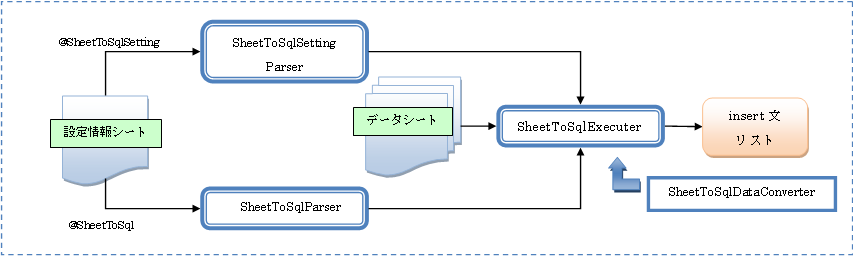 @SheetToSqlSetting
SheetToSqlSetting
Parser
設定情報シート
データシート
SheetToSqlExecuter
insert 文
リスト
SheetToSqlDataConverter
@SheetToSql
SheetToSqlParser